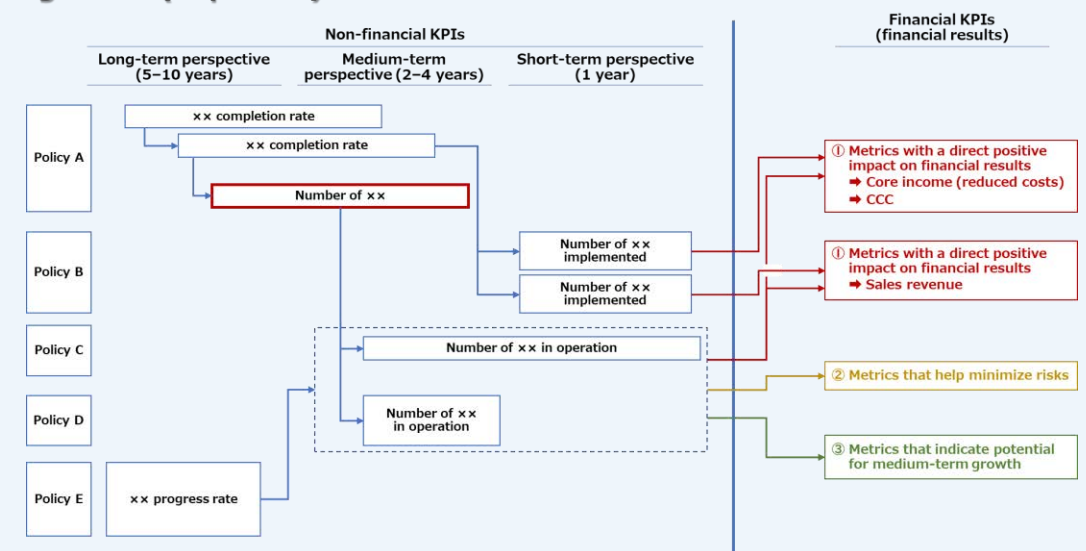 Non-financial KPIs
Financial KPIs
(financial results)
Long-term perspective
(5–10 years)
Medium-term
perspective (2–4 years)
Short-term perspective
(1 year)
Policy A
×× completion rate
×× completion rate
Number of ××
Policy B
Number of ××
implemented
Number of ××
implemented
Policy C
Number of ×× in operation
Policy D
Number of ××
in operation
Policy E
×× progress rate
① Metrics with a direct positive
impact on financial results
➡ Core income (reduced costs)
➡ CCC
① Metrics with a direct positive
impact on financial results
➡ Sales revenue
② Metrics that help minimize risks
③ Metrics that indicate potential
for medium-term growth